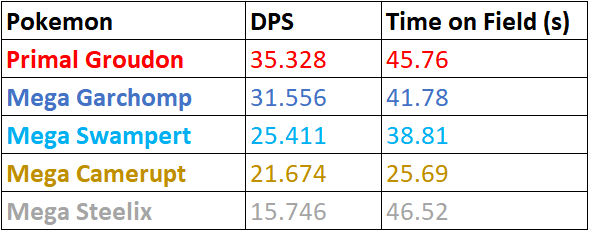 Pokemon DPS Time on Field (s)
Primal Groudon 35.328 45.76
Mega Garchomp 31.556 41.78
Mega Swampert 25.411 38.81
Mega Camerupt 21.674 25.69
Mega Steelix 15.746 46.52